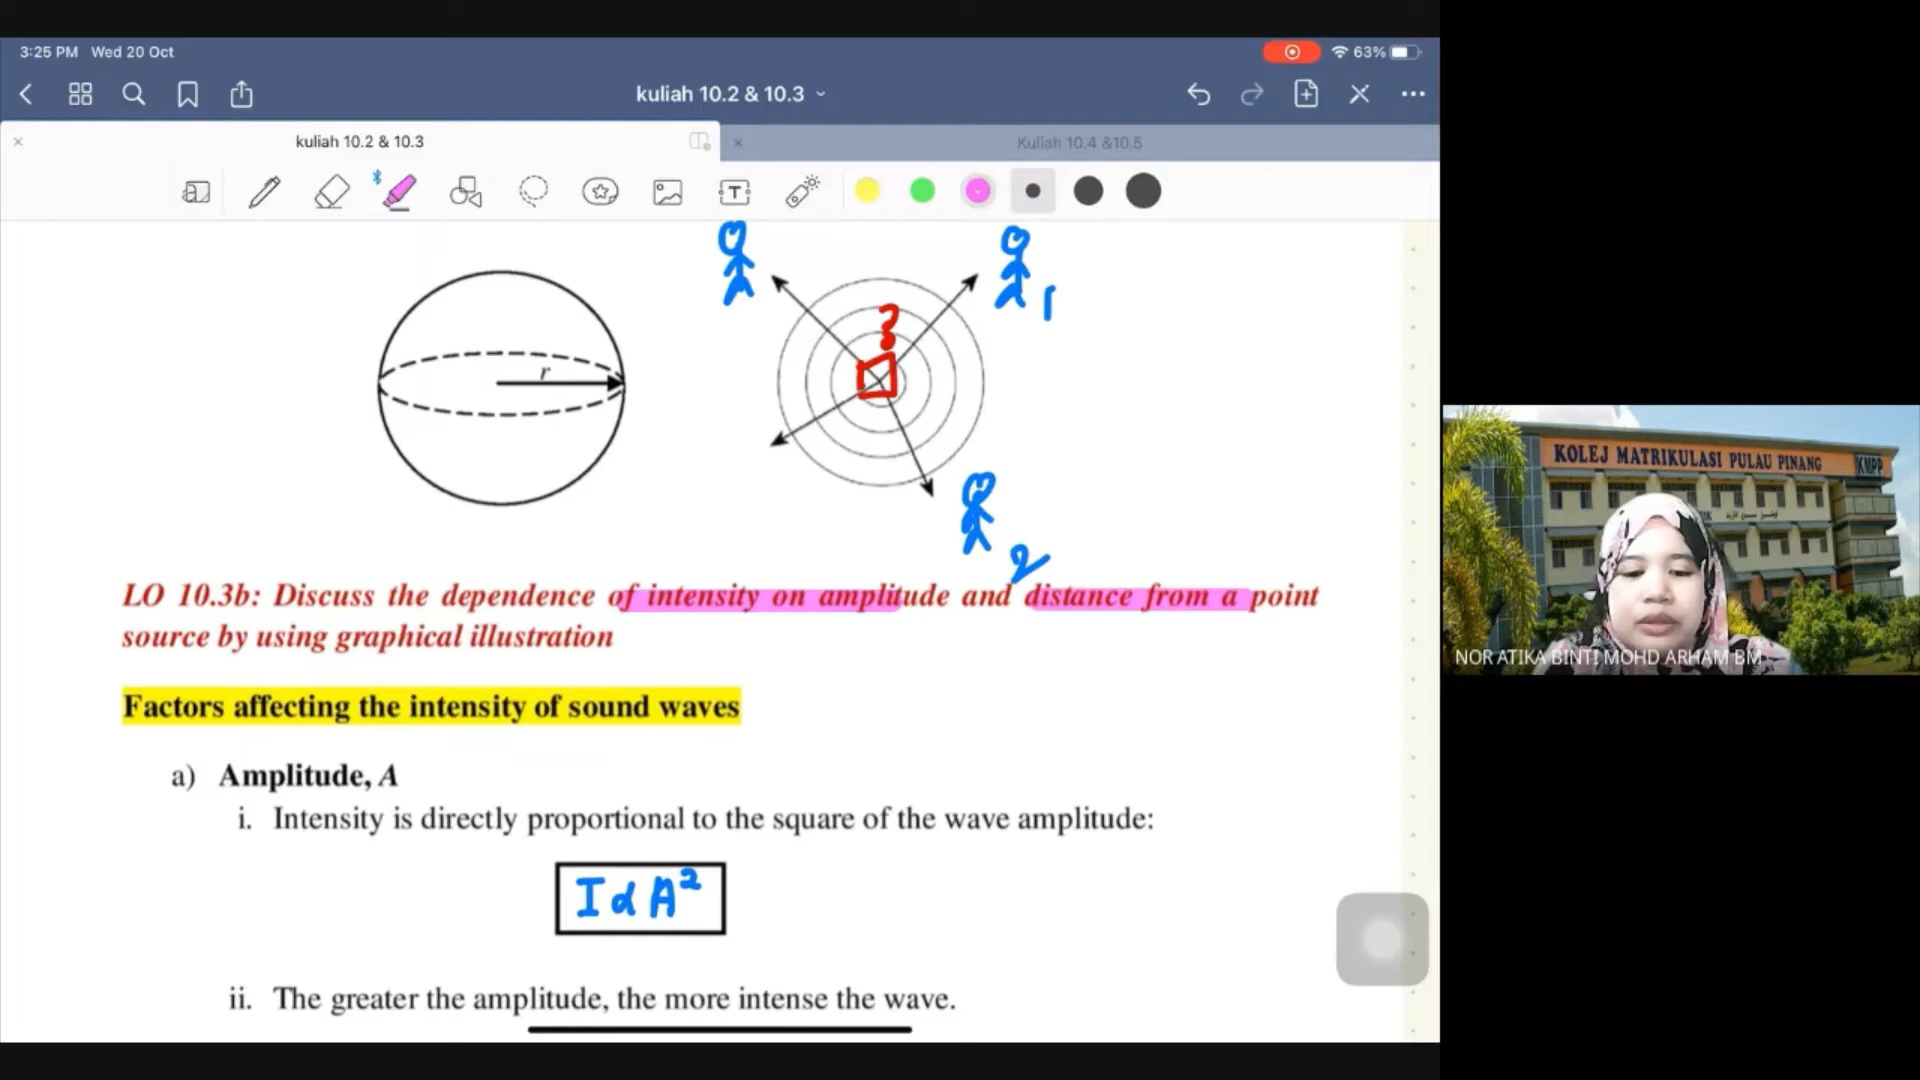 3:25 PM Wed 20 Oct
63%
kuliah 10.2 & 10.3
kuliah 10.2 & 10.3
Kuliah 10.4 &10.5
T
1
r
2
LO 10.3b: Discuss the dependence of intensity on amplitude and distance from a point
source by using graphical illustration
Factors affecting the intensity of sound waves
a) Amplitude, A
i. Intensity is directly proportional to the square of the wave amplitude:
I α A²
ii. The greater the amplitude, the more intense the wave.
KOLEJ MATRIKULASI PULAU PINANG KMPP
NOR ATIKA BINTI MOHD ARHAM BM